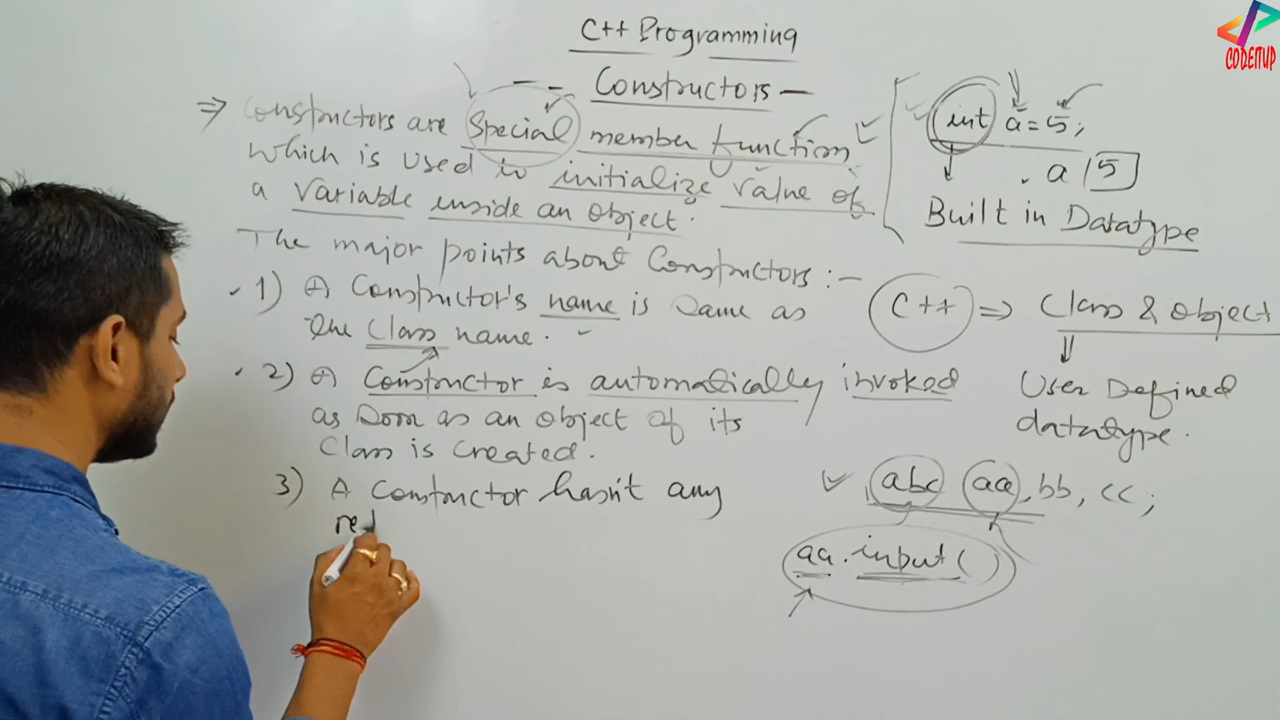 C++ Programming
Constructors
⇒ Constructors are Special member function
which is used to initialize value of
a variable inside an object.
The major points about Constructors :-
1) A Constructor's name is Same as
the Class name.
2) A Constructor is automatically invoked
as Soon as an object of its
Class is created.
3) A Constructor hasn't any
ret
int a = 5;
a 5
Built in Datatype
C++ ⇒ Class & object
User Defined
datatype.
abc aa, bb, cc;
aa.input()
CODEITUP